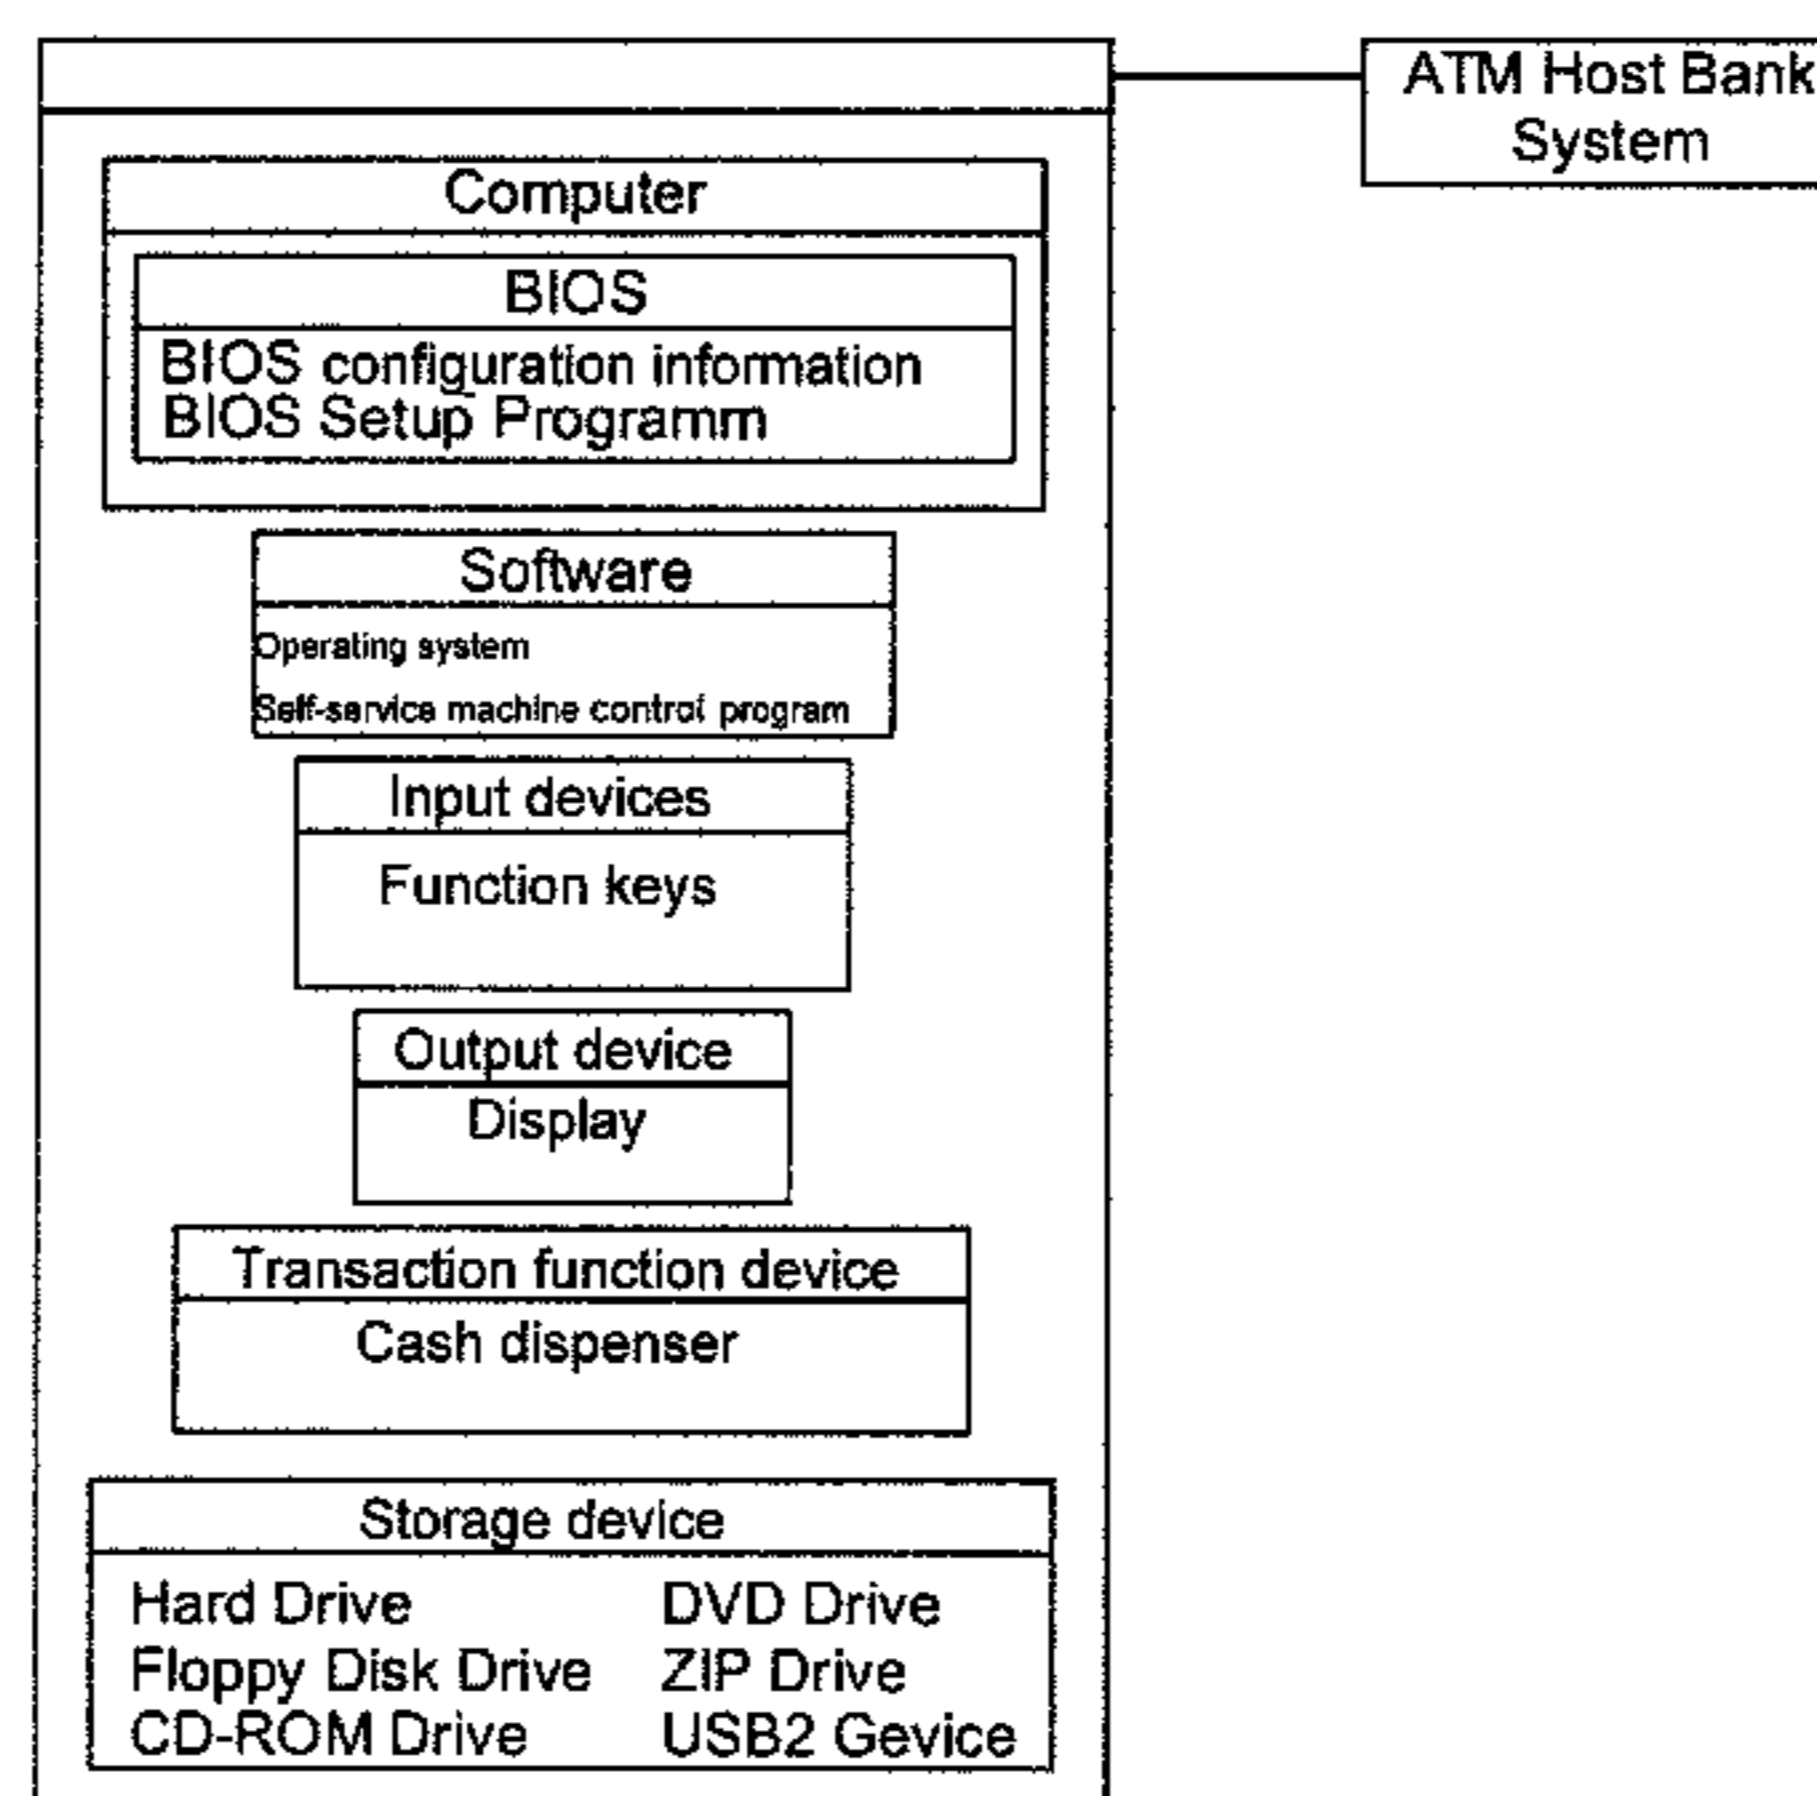 ATM Host Bank
System
Computer
BIOS
BIOS configuration information
BIOS Setup Programm
Software
Operating system
Self-service machine control program
Input devices
Function keys
Output device
Display
Transaction function device
Cash dispenser
Storage device
Hard Drive DVD Drive
Floppy Disk Drive ZIP Drive
CD-ROM Drive USB2 Gevice